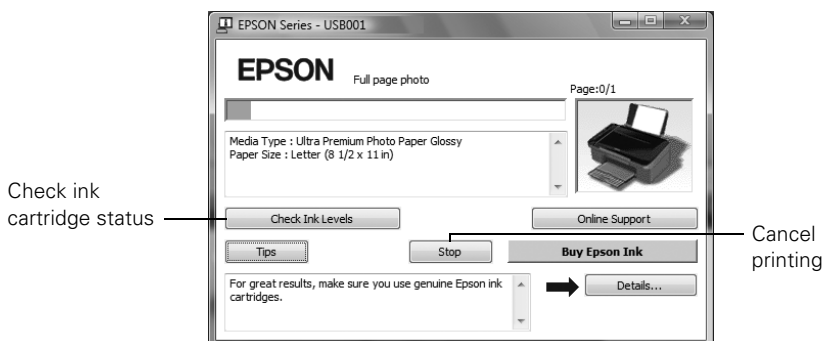 EPSON Series - USB001
EPSON
Full page photo
Page:0/1
Media Type : Ultra Premium Photo Paper Glossy
Paper Size : Letter (8 1/2 x 11 in)
Check ink
cartridge status
Check Ink Levels
Online Support
Tips
Stop
Buy Epson Ink
Cancel
printing
For great results, make sure you use genuine Epson ink
cartridges.
Details...